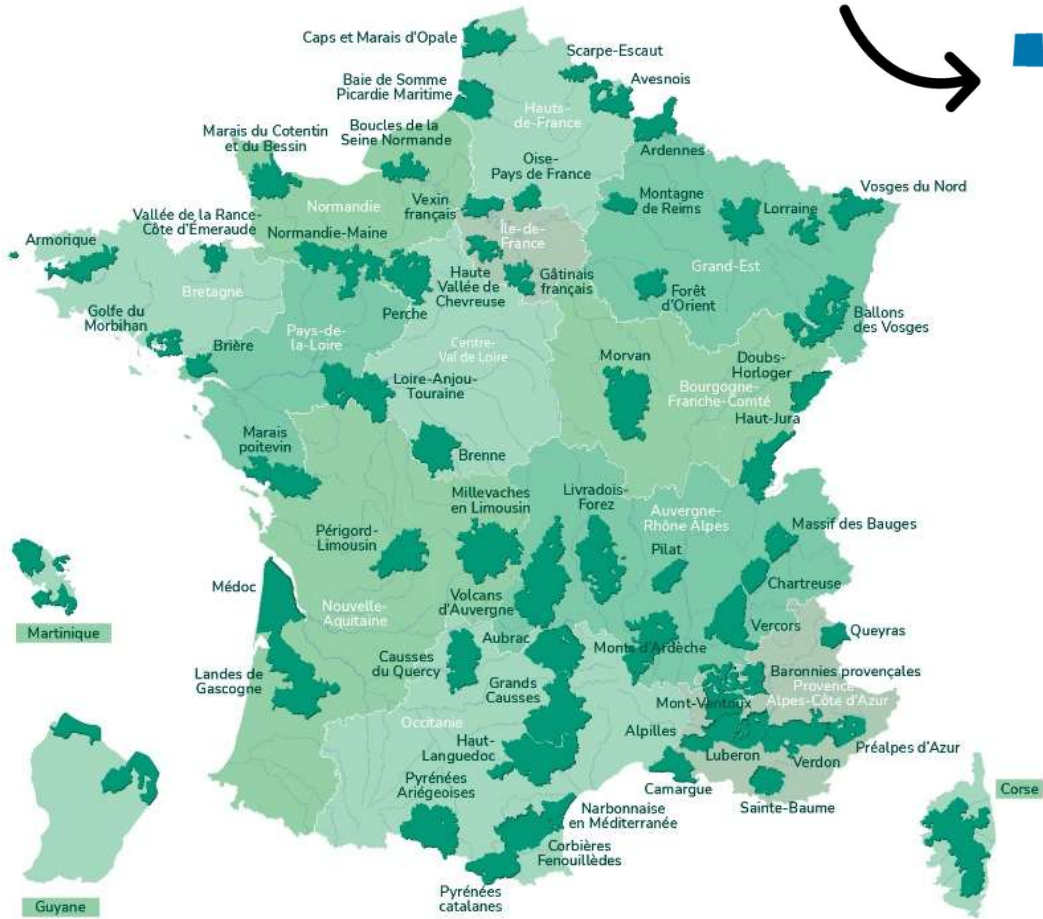 Caps et Marais d'Opale
Scarpe-Escaut
Avesnois
Baie de Somme
Picardie Maritime
Hauts-
de-France
Marais du Cotentin
et du Bessin
Boucles de la
Seine Normande
Ardennes
Oise-
Pays de France
Vexin
français
Montagne
de Reims
Lorraine
Vosges du Nord
Normandie
Vallée de la Rance-
Côte d'Émeraude
Normandie-Maine
Île-de-
France
Armorique
Grand-Est
Bretagne
Haute
Vallée de
Chevreuse
Gâtinais
français
Forêt
d'Orient
Perche
Golfe du
Morbihan
Brière
Pays-de-
la-Loire
Centre-
Val de Loire
Ballons
des Vosges
Morvan
Doubs-
Horloger
Loire-Anjou-
Touraine
Bourgogne-
Franche-Comté
Haut-Jura
Marais
poitevin
Brenne
Millevaches
en Limousin
Livradois-
Forez
Auvergne-
Rhône Alpes
Massif des Bauges
Périgord-
Limousin
Pilat
Médoc
Chartreuse
Volcans
d'Auvergne
Nouvelle-
Aquitaine
Martinique
Vercors
Queyras
Aubrac
Monts d'Ardèche
Causses
du Quercy
Landes de
Gascogne
Grands
Causses
Baronnies provençales
Provence
Alpes-Côte d'Azur
Mont-Ventoux
Occitanie
Alpilles
Haut-
Languedoc
Luberon
Verdon
Préalpes d'Azur
Pyrénées
Ariégeoises
Camargue
Sainte-Baume
Corse
Narbonnaise
en Méditerranée
Corbières
Fenouillèdes
Pyrénées
catalanes
Guyane